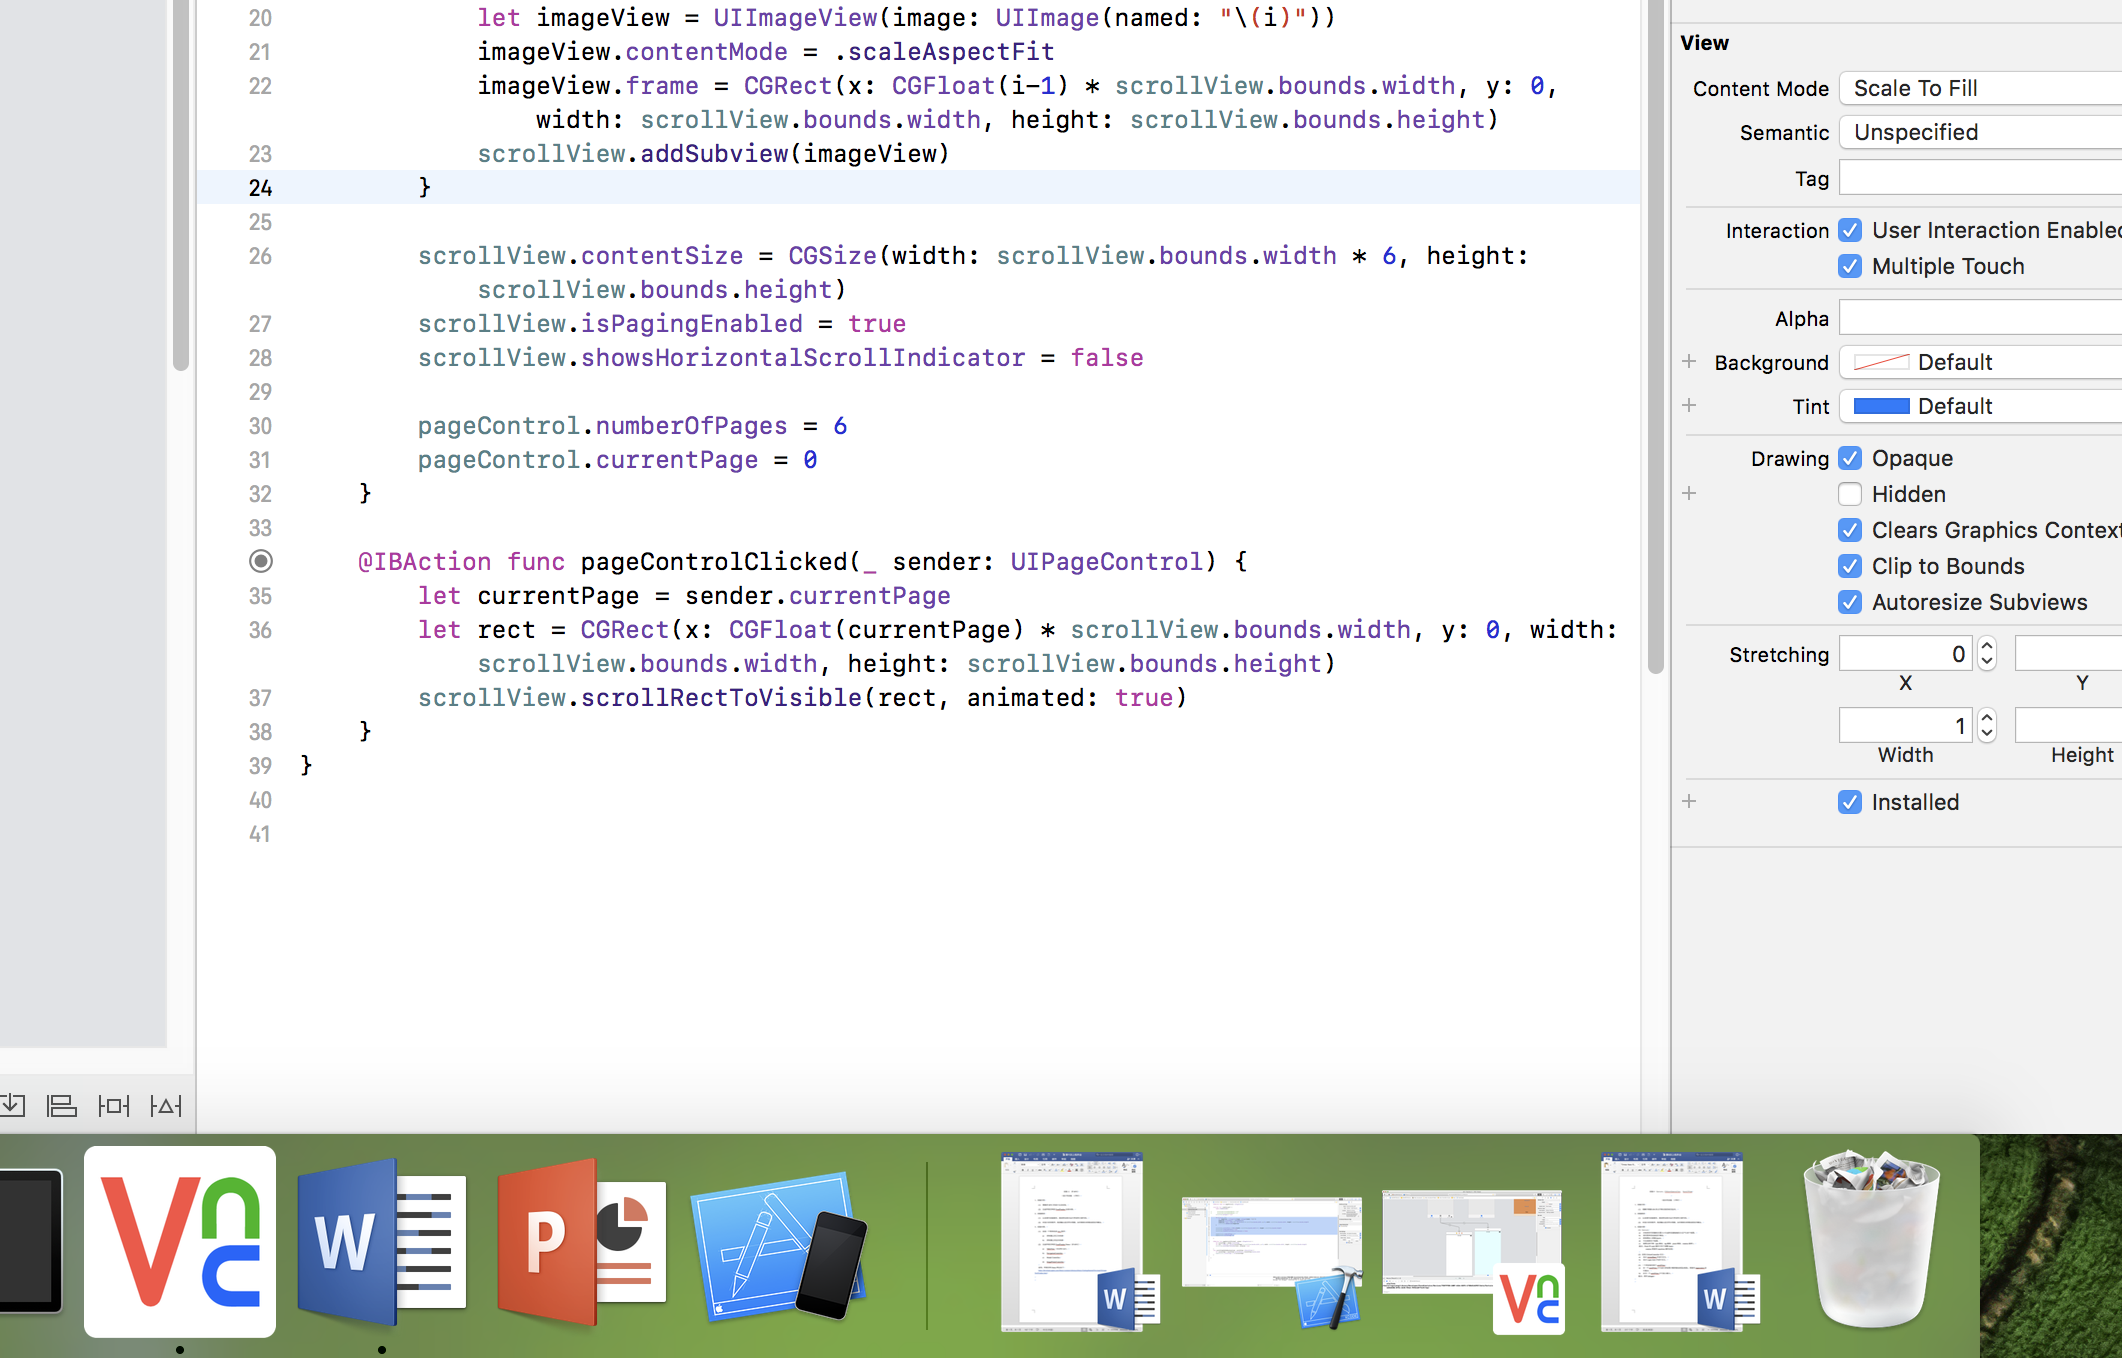 20 let imageView = UIImageView(image: UIImage(named: "\(i)"))
21 imageView.contentMode = .scaleAspectFit
22 imageView.frame = CGRect(x: CGFloat(i-1) * scrollView.bounds.width, y: 0,
width: scrollView.bounds.width, height: scrollView.bounds.height)
23 scrollView.addSubview(imageView)
24 }
25
26 scrollView.contentSize = CGSize(width: scrollView.bounds.width * 6, height:
scrollView.bounds.height)
27 scrollView.isPagingEnabled = true
28 scrollView.showsHorizontalScrollIndicator = false
29
30 pageControl.numberOfPages = 6
31 pageControl.currentPage = 0
32 }
33
@IBAction func pageControlClicked(_ sender: UIPageControl) {
35 let currentPage = sender.currentPage
36 let rect = CGRect(x: CGFloat(currentPage) * scrollView.bounds.width, y: 0, width:
scrollView.bounds.width, height: scrollView.bounds.height)
37 scrollView.scrollRectToVisible(rect, animated: true)
38 }
39 }
40
41
View
Content Mode Scale To Fill
Semantic Unspecified
Tag
Interaction User Interaction Enabled
Multiple Touch
Alpha
+ Background Default
+ Tint Default
Drawing Opaque
+ Hidden
Clears Graphics Context
Clip to Bounds
Autoresize Subviews
Stretching 0
X Y
1
Width Height
+ Installed
Vnc
W
P
W
Vnc
W